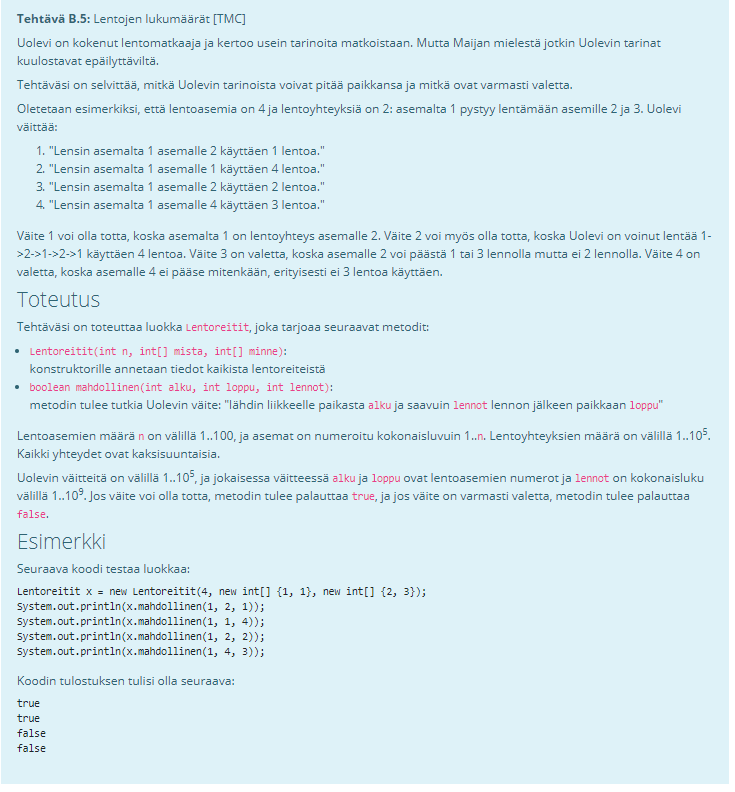 Tehtävä B.5: Lentojen lukumäärät [TMC]
Uolevi on kokenut lentomatkaaja ja kertoo usein tarinoita matkoistaan. Mutta Maijan mielestä jotkin Uolevin tarinat
kuulostavat epäilyttäviltä.
Tehtäväsi on selvittää, mitkä Uolevin tarinoista voivat pitää paikkansa ja mitkä ovat varmasti valetta.
Oletetaan esimerkiksi, että lentoasemia on 4 ja lentoyhteyksiä on 2: asemalta 1 pystyy lentämään asemille 2 ja 3. Uolevi
väittää:
1. "Lensin asemalta 1 asemalle 2 käyttäen 1 lentoa."
2. "Lensin asemalta 1 asemalle 1 käyttäen 4 lentoa."
3. "Lensin asemalta 1 asemalle 2 käyttäen 2 lentoa."
4. "Lensin asemalta 1 asemalle 4 käyttäen 3 lentoa."
Väite 1 voi olla totta, koska asemalta 1 on lentoyhteys asemalle 2. Väite 2 voi myös olla totta, koska Uolevi on voinut lentää 1-
>2->1->2->1 käyttäen 4 lentoa. Väite 3 on valetta, koska asemalle 2 voi päästä 1 tai 3 lennolla mutta ei 2 lennolla. Väite 4 on
valetta, koska asemalle 4 ei pääse mitenkään, erityisesti ei 3 lentoa käyttäen.
Toteutus
Tehtäväsi on toteuttaa luokka Lentoreitit, joka tarjoaa seuraavat metodit:
• Lentoreitit(int n, int[] mista, int[] minne):
konstruktorille annetaan tiedot kaikista lentoreiteistä
• boolean mahdollinen(int alku, int loppu, int lennot):
metodin tulee tutkia Uolevin väite: "lähdin liikkeelle paikasta alku ja saavuin lennot lennon jälkeen paikkaan loppu"
Lentoasemien määrä n on välillä 1..100, ja asemat on numeroitu kokonaisluvuin 1..n. Lentoyhteyksien määrä on välillä 1..10⁵.
Kaikki yhteydet ovat kaksisuuntaisia.
Uolevin väitteitä on välillä 1..10⁵, ja jokaisessa väitteessä alku ja loppu ovat lentoasemien numerot ja lennot on kokonaisluku
välillä 1..10⁹. Jos väite voi olla totta, metodin tulee palauttaa true, ja jos väite on varmasti valetta, metodin tulee palauttaa
false.
Esimerkki
Seuraava koodi testaa luokkaa:
Lentoreitit x = new Lentoreitit(4, new int[] {1, 1}, new int[] {2, 3});
System.out.println(x.mahdollinen(1, 2, 1));
System.out.println(x.mahdollinen(1, 1, 4));
System.out.println(x.mahdollinen(1, 2, 2));
System.out.println(x.mahdollinen(1, 4, 3));
Koodin tulostuksen tulisi olla seuraava:
true
true
false
false